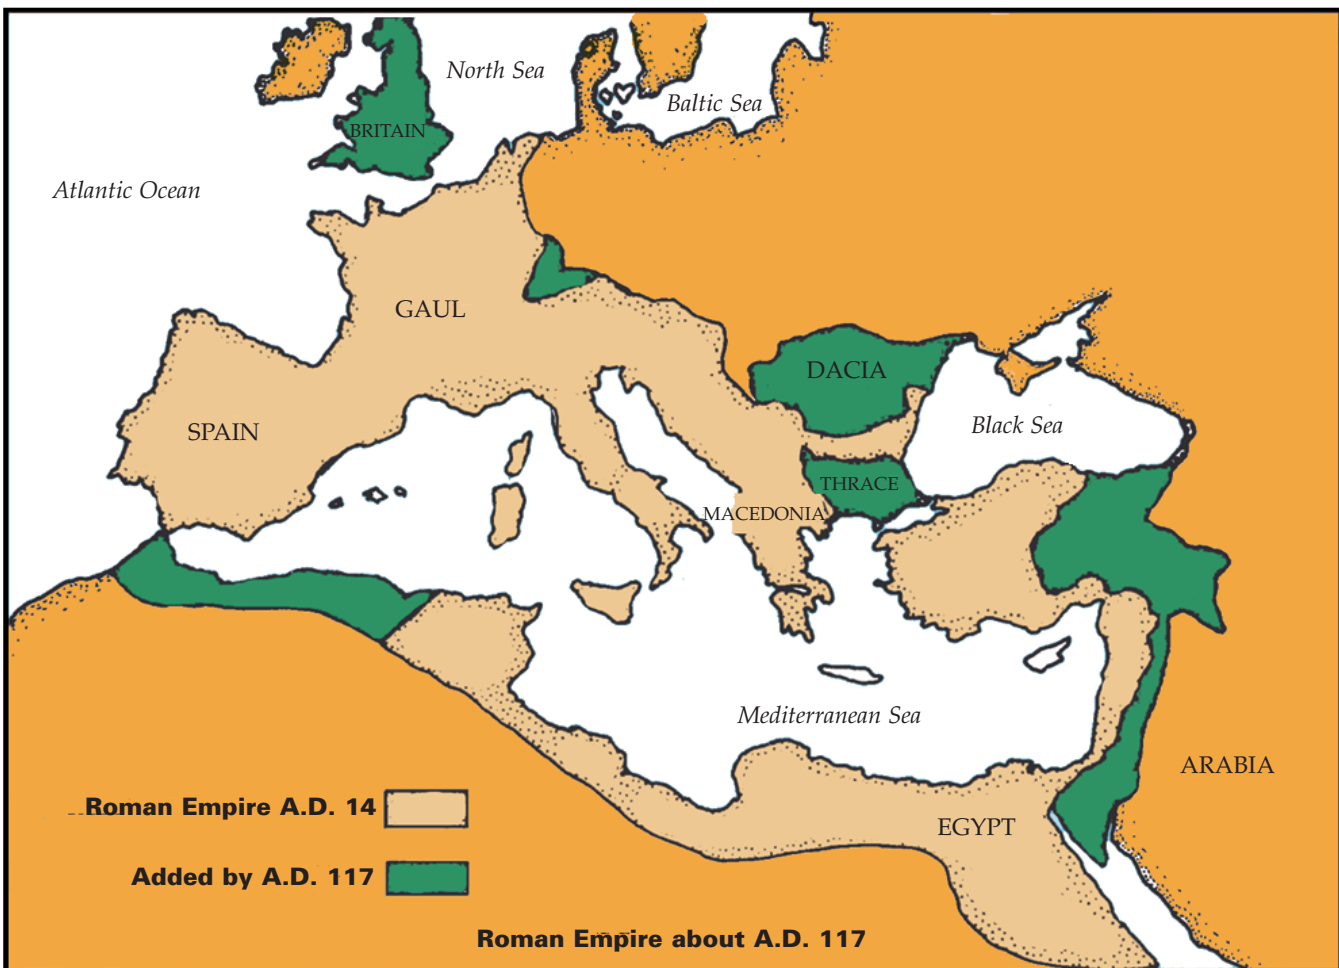 North Sea
Baltic Sea
BRITAIN
Atlantic Ocean
GAUL
DACIA
SPAIN
Black Sea
THRACE
MACEDONIA
Mediterranean Sea
ARABIA
Roman Empire A.D. 14
EGYPT
Added by A.D. 117
Roman Empire about A.D. 117